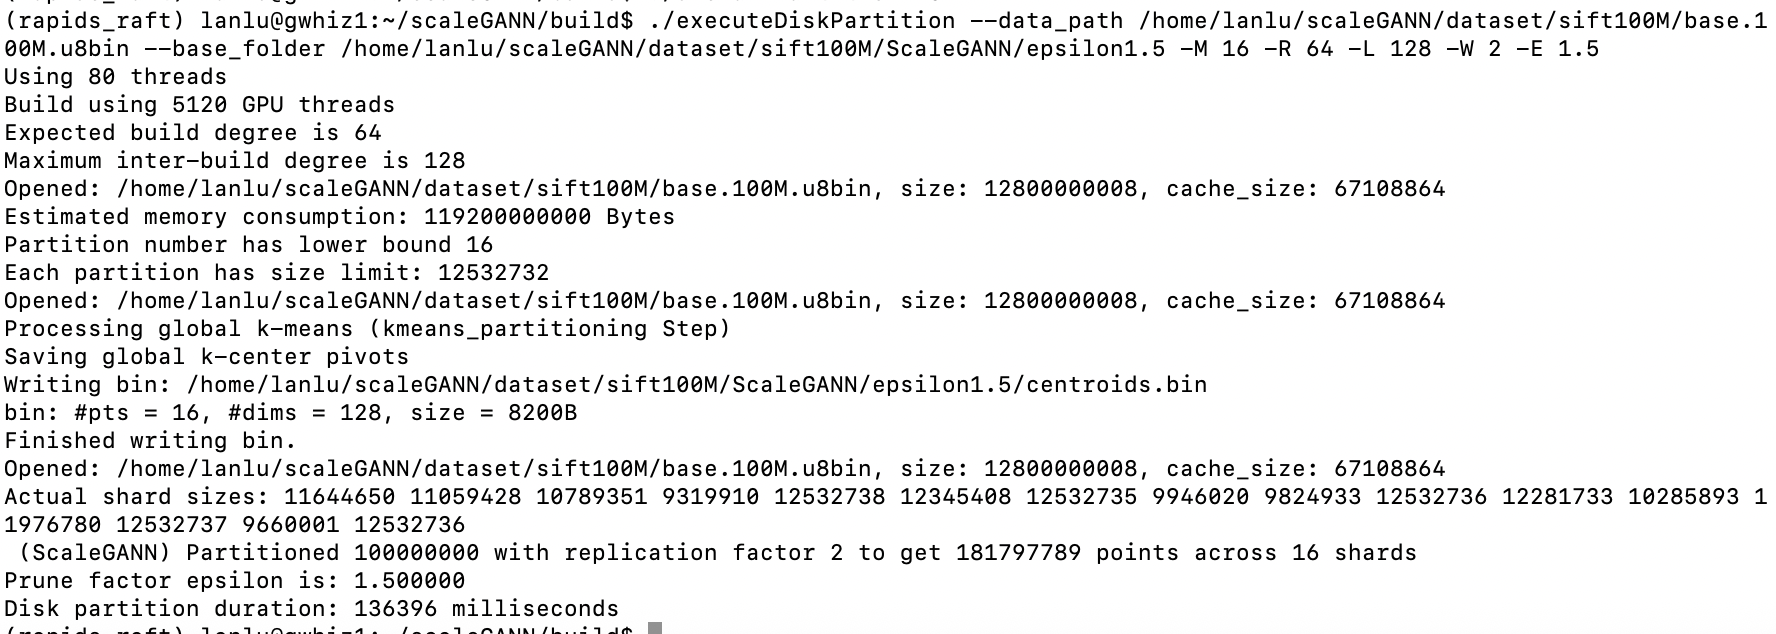 (rapids_raft) lanlu@gwhiz1:~/scaleGANN/build$ ./executeDiskPartition --data_path /home/lanlu/scaleGANN/dataset/sift100M/base.1
00M.u8bin --base_folder /home/lanlu/scaleGANN/dataset/sift100M/ScaleGANN/epsilon1.5 -M 16 -R 64 -L 128 -W 2 -E 1.5
Using 80 threads
Build using 5120 GPU threads
Expected build degree is 64
Maximum inter-build degree is 128
Opened: /home/lanlu/scaleGANN/dataset/sift100M/base.100M.u8bin, size: 12800000008, cache_size: 67108864
Estimated memory consumption: 119200000000 Bytes
Partition number has lower bound 16
Each partition has size limit: 12532732
Opened: /home/lanlu/scaleGANN/dataset/sift100M/base.100M.u8bin, size: 12800000008, cache_size: 67108864
Processing global k-means (kmeans_partitioning Step)
Saving global k-center pivots
Writing bin: /home/lanlu/scaleGANN/dataset/sift100M/ScaleGANN/epsilon1.5/centroids.bin
bin: #pts = 16, #dims = 128, size = 8200B
Finished writing bin.
Opened: /home/lanlu/scaleGANN/dataset/sift100M/base.100M.u8bin, size: 12800000008, cache_size: 67108864
Actual shard sizes: 11644650 11059428 10789351 9319910 12532738 12345408 12532735 9946020 9824933 12532736 12281733 10285893 1
1976780 12532737 9660001 12532736
(ScaleGANN) Partitioned 100000000 with replication factor 2 to get 181797789 points across 16 shards
Prune factor epsilon is: 1.500000
Disk partition duration: 136396 milliseconds
(rapids_raft) lanlu@gwhiz1:~/scaleGANN/build$